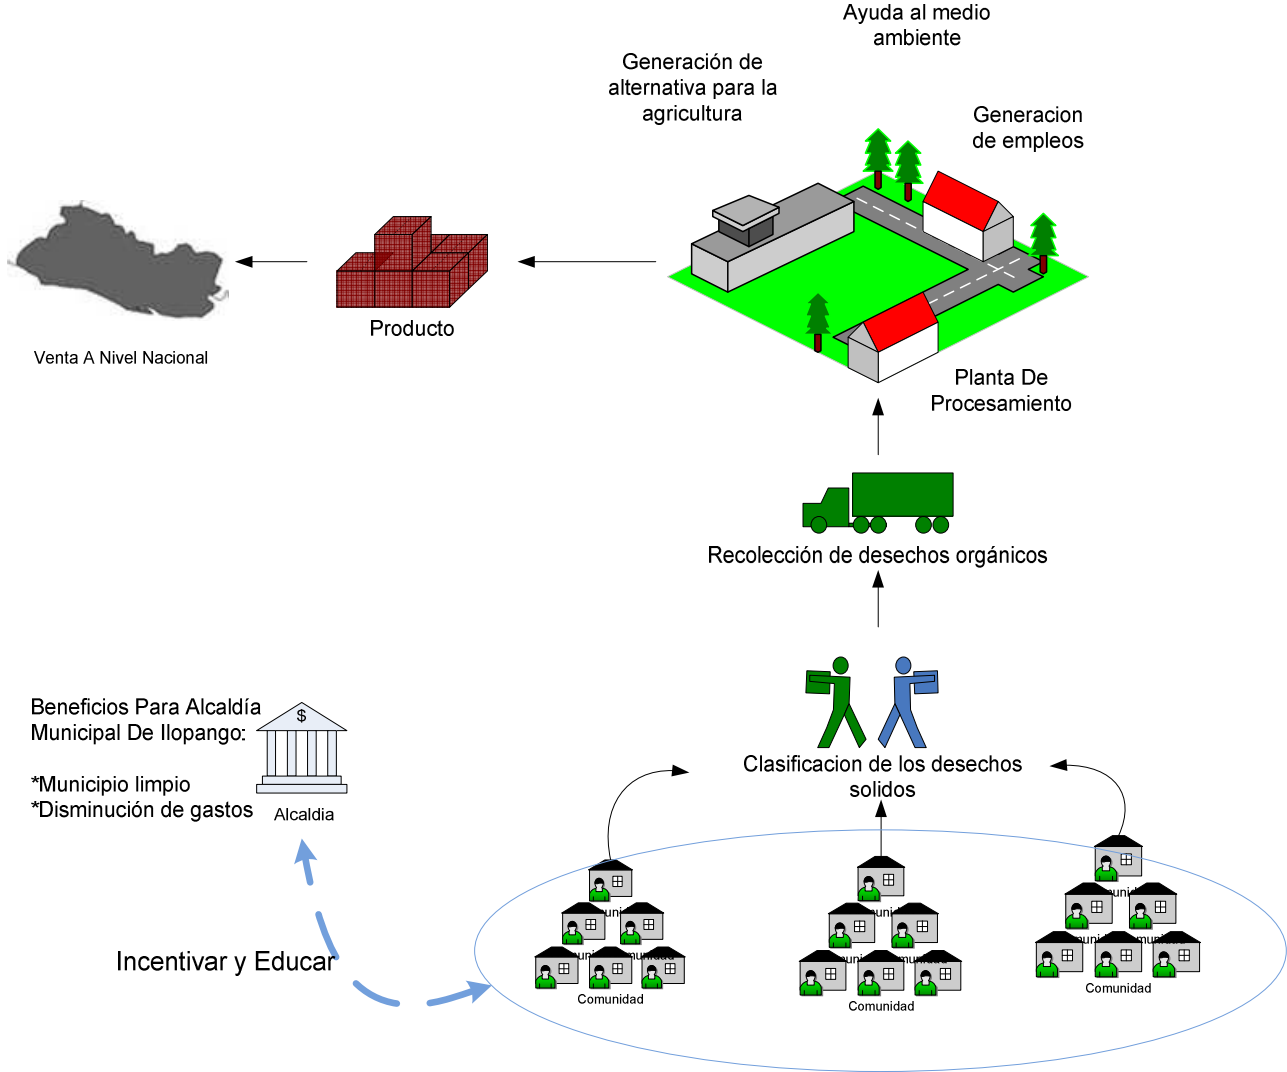 Ayuda al medio
ambiente
Generación de
alternativa para la
agricultura
Generacion
de empleos
Producto
Venta A Nivel Nacional
Planta De
Procesamiento
Recolección de desechos orgánicos
Beneficios Para Alcaldía
Municipal De Ilopango:
*Municipio limpio
*Disminución de gastos
$
Alcaldia
Clasificacion de los desechos
solidos
Incentivar y Educar
Comunidad
Comunidad
Comunidad